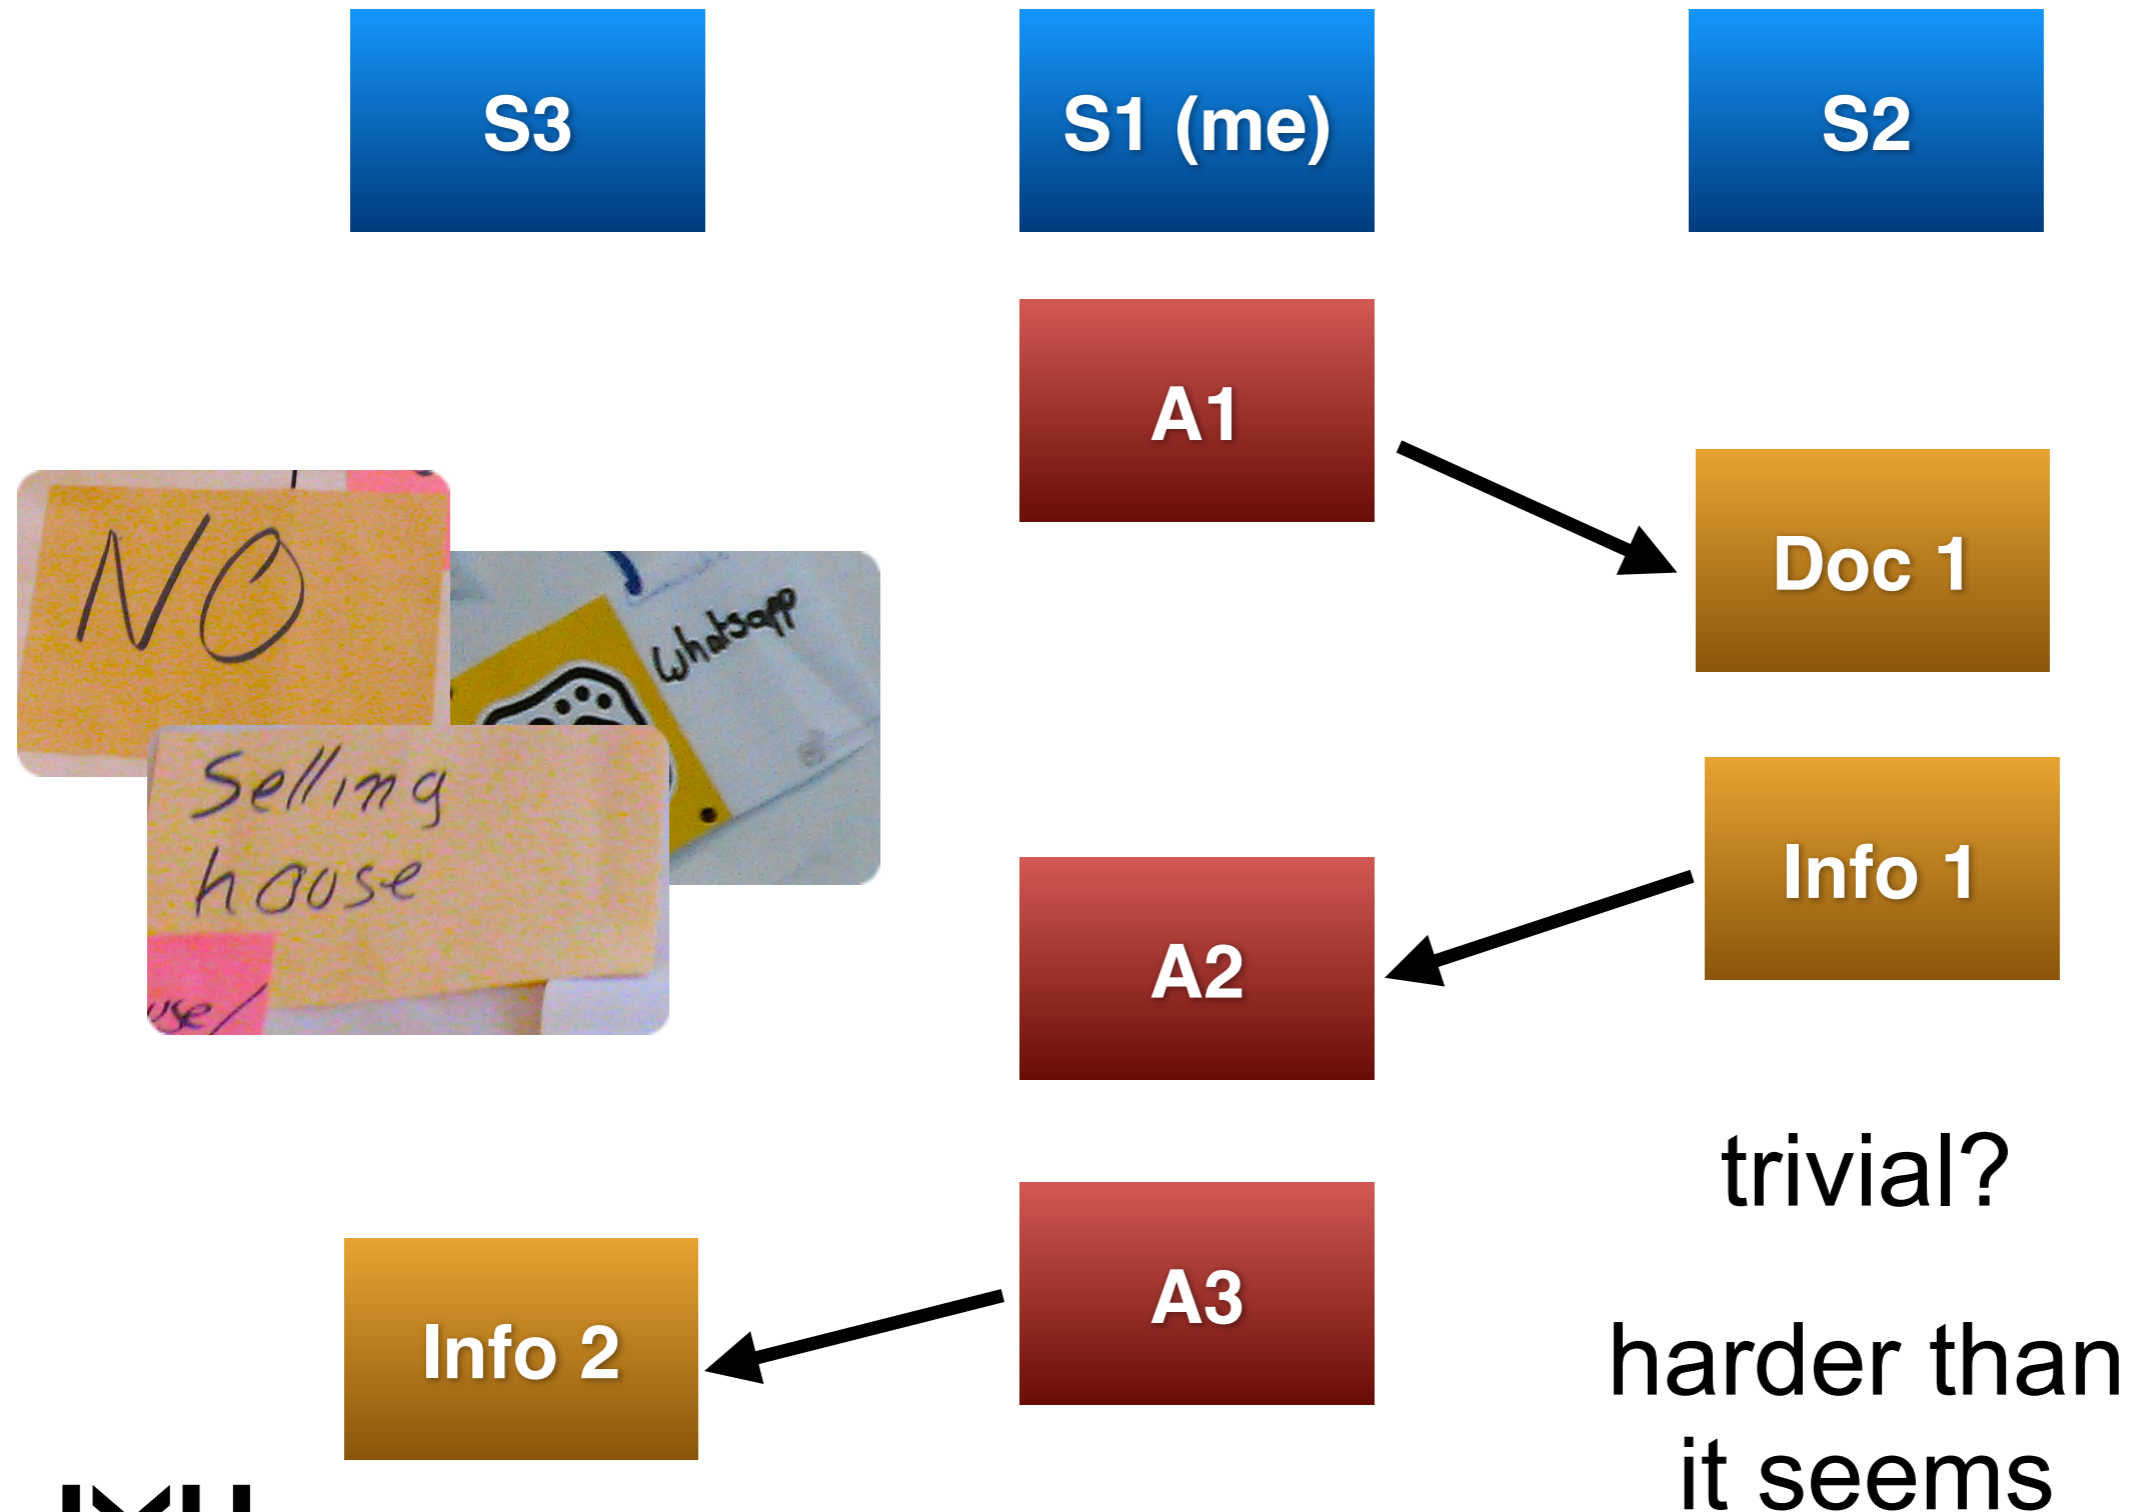 S3
S1 (me)
S2
A1
NO
Whatsapp
Doc 1
Selling
house
Info 1
A2
use/
trivial?
A3
Info 2
harder than
it seems